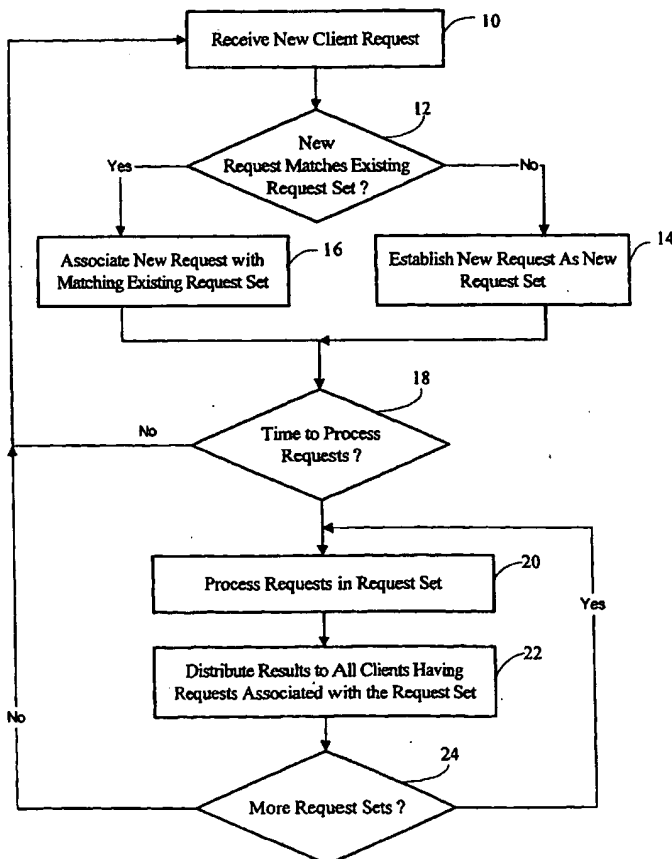 Receive New Client Request
10
12
New
Request Matches Existing
Request Set ?
Yes
No
Associate New Request with
Matching Existing Request Set
16
Establish New Request As New
Request Set
14
18
Time to Process
Requests ?
No
Process Requests in Request Set
20
Yes
Distribute Results to All Clients Having
Requests Associated with the Request Set
22
No
24
More Request Sets ?